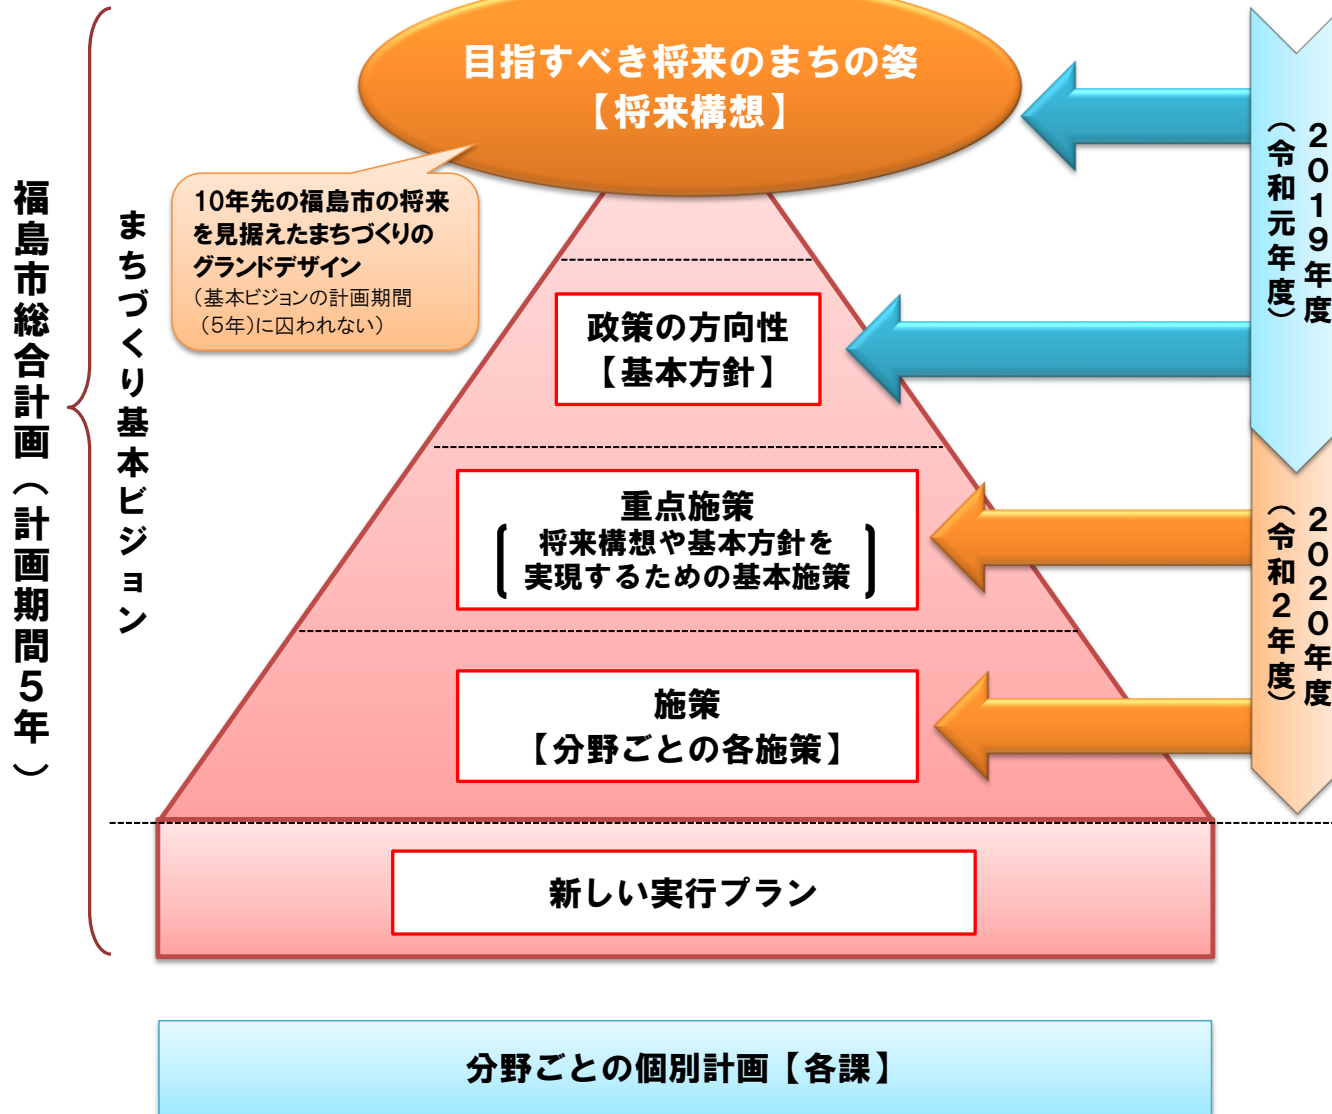 福島市総合計画（計画期間５年）
まちづくり基本ビジョン
目指すべき将来のまちの姿
【将来構想】
10年先の福島市の将来
を見据えたまちづくりの
グランドデザイン
（基本ビジョンの計画期間
（５年）に囚われない）
政策の方向性
【基本方針】
重点施策
将来構想や基本方針を
実現するための基本施策
施策
【分野ごとの各施策】
新しい実行プラン
分野ごとの個別計画【各課】
２０１９年度
（令和元年度）
２０２０年度
（令和２年度）